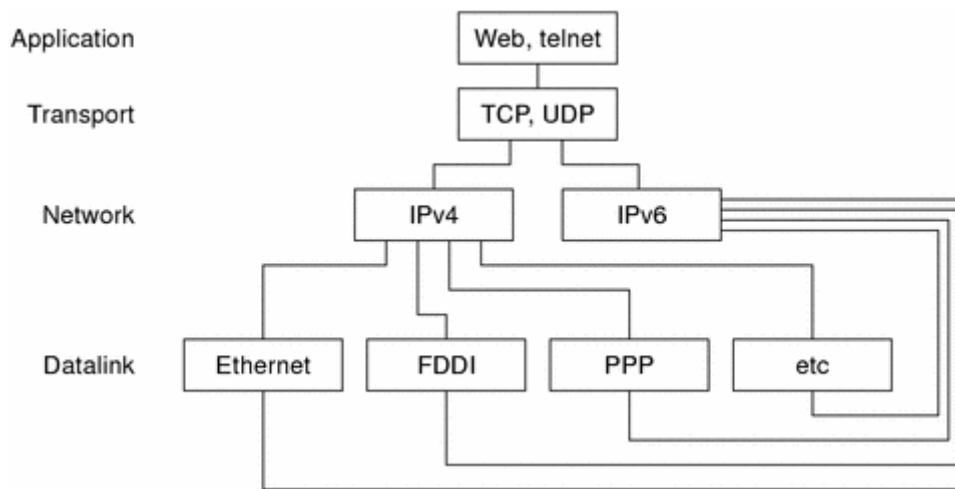 Application
Web, telnet
Transport
TCP, UDP
Network
IPv4
IPv6
Datalink
Ethernet
FDDI
PPP
etc